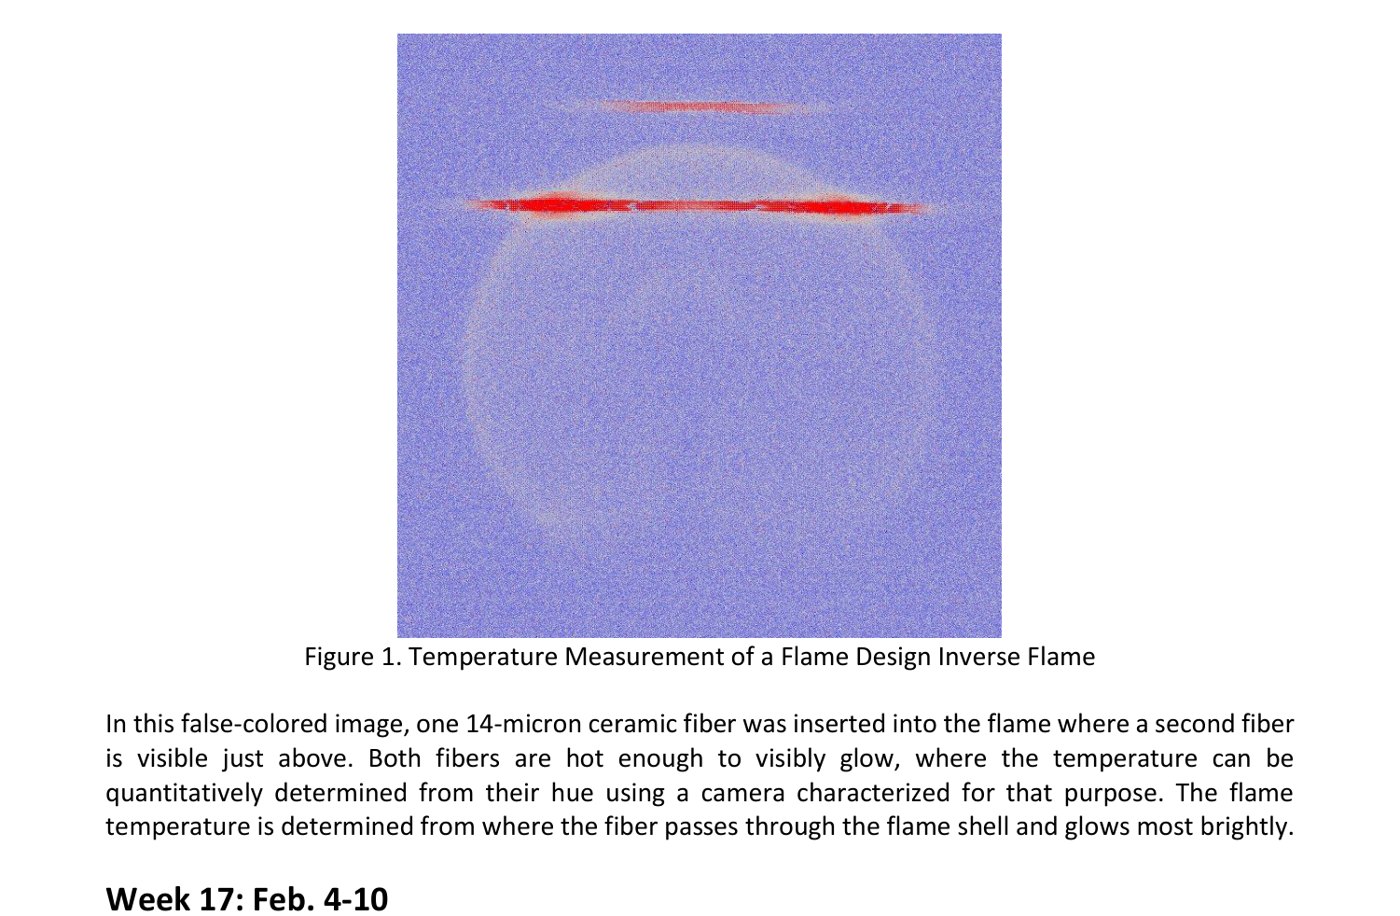 Figure 1. Temperature Measurement of a Flame Design Inverse Flame
In this false-colored image, one 14-micron ceramic fiber was inserted into the flame where a second fiber
is visible just above. Both fibers are hot enough to visibly glow, where the temperature can be
quantitatively determined from their hue using a camera characterized for that purpose. The flame
temperature is determined from where the fiber passes through the flame shell and glows most brightly.
Week 17: Feb. 4-10